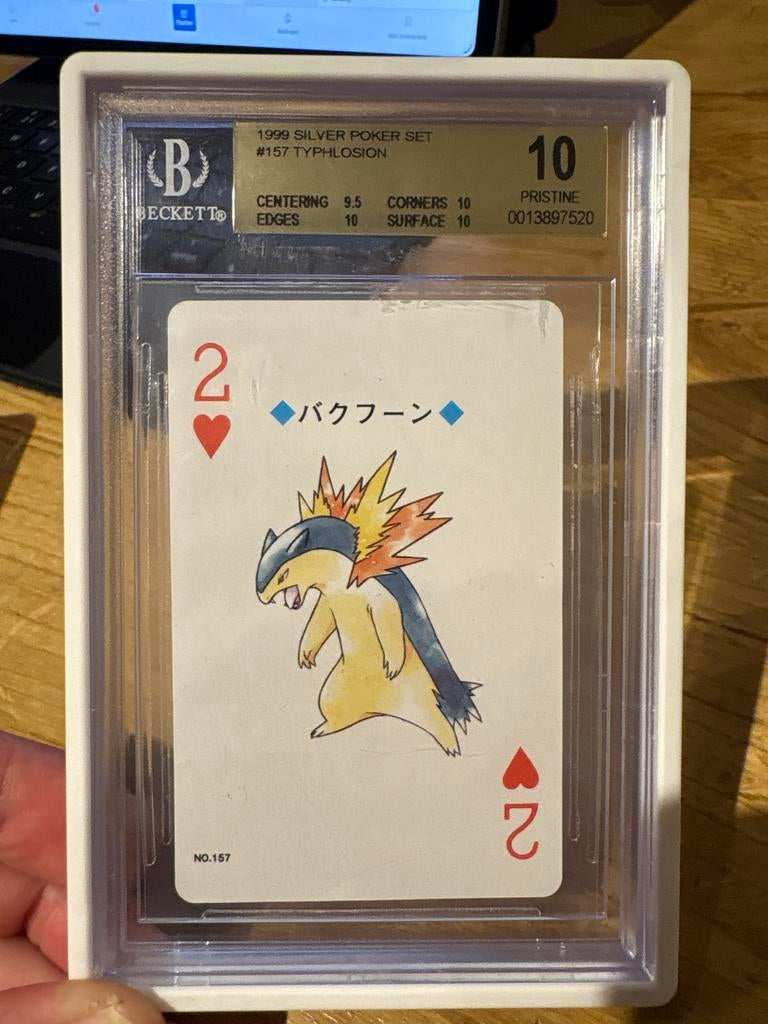 1999 SILVER POKER SET
#157 TYPHLOSION
10
PRISTINE
0013897520
CENTERING 9.5 CORNERS 10
EDGES 10 SURFACE 10
B
BECKETT®
2
◆バクフーン◆
NO.157
2